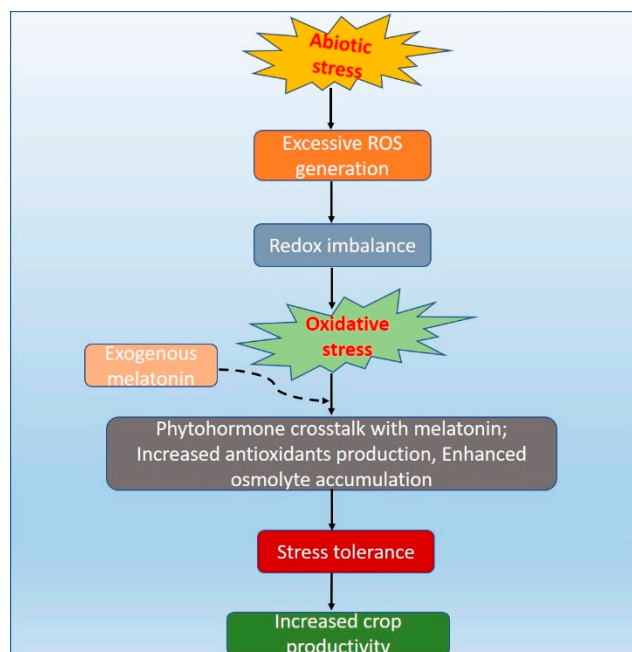 Abiotic
stress
Excessive ROS
generation
Redox imbalance
Oxidative
stress
Exogenous
melatonin
Phytohormone crosstalk with melatonin;
Increased antioxidants production, Enhanced
osmolyte accumulation
Stress tolerance
Increased crop
productivity